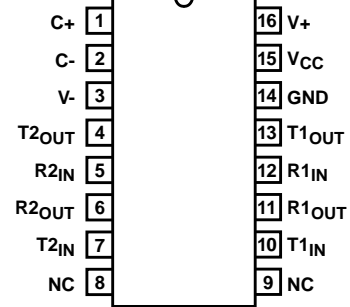 C+ 1 16 V+
C- 2 15 VCC
V- 3 14 GND
T2OUT 4 13 T1OUT
R2IN 5 12 R1IN
R2OUT 6 11 R1OUT
T2IN 7 10 T1IN
NC 8 9 NC